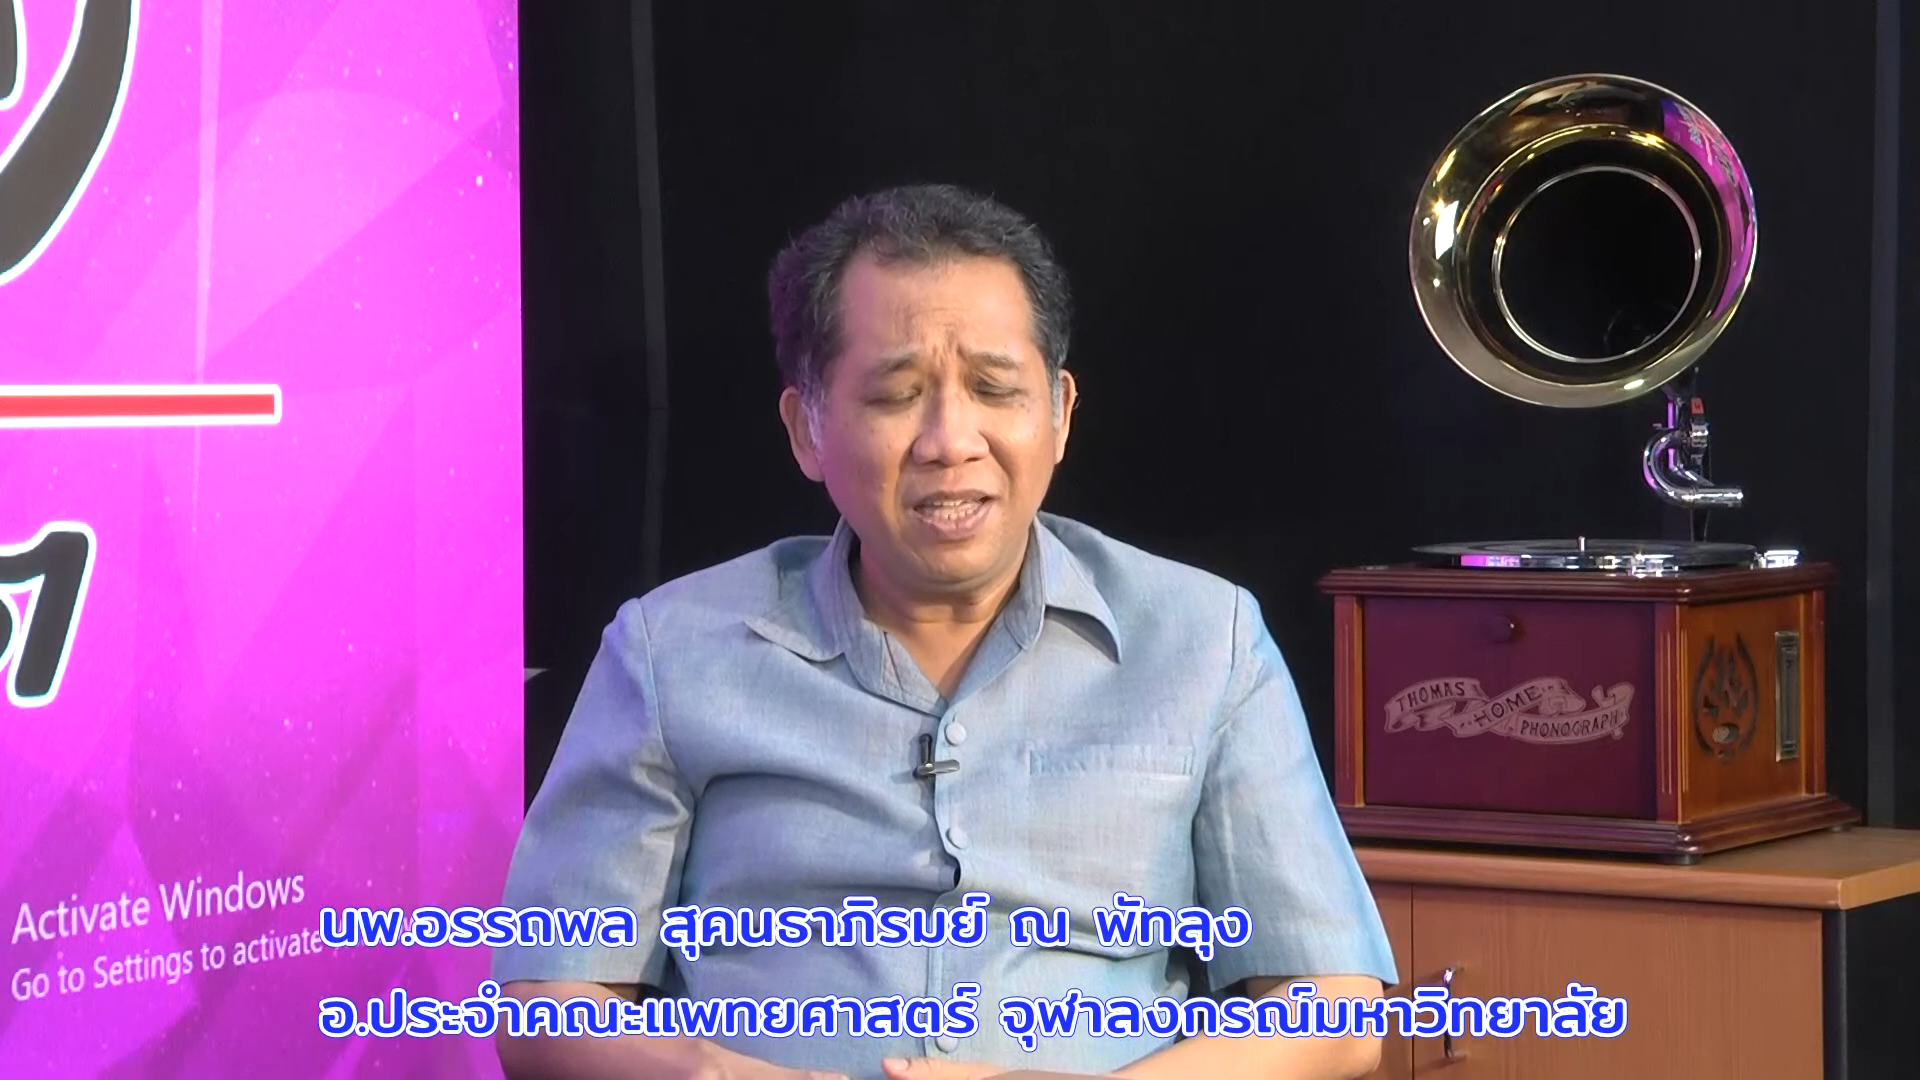 THOMAS
HOME
PHONOGRAPH
Activate Windows
Go to Settings to activate
นพ.อรรถพล สุคนธาภิรมย์ ณ พัทลุง
อ.ประจำคณะแพทยศาสตร์ จุฬาลงกรณ์มหาวิทยาลัย